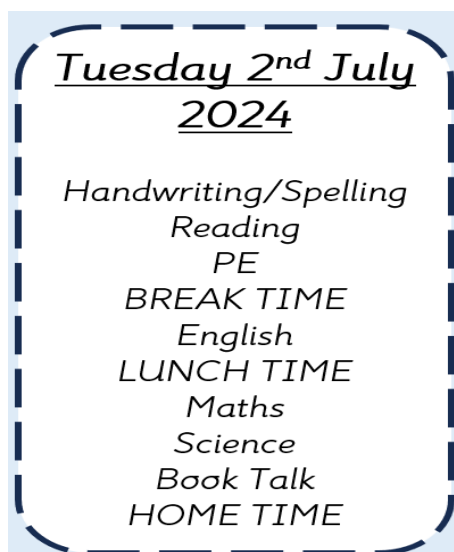 Tuesday 2nd July
2024
Handwriting/Spelling
Reading
PE
BREAK TIME
English
LUNCH TIME
Maths
Science
Book Talk
HOME TIME